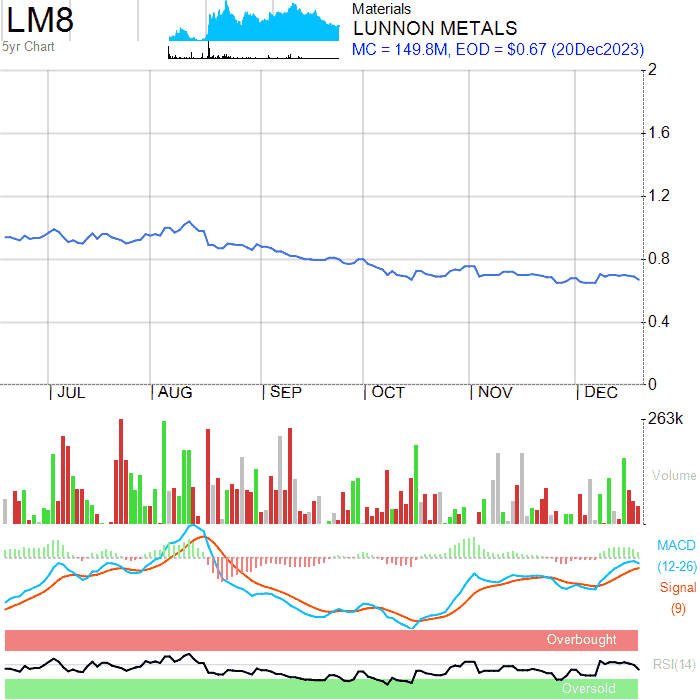 LM8
5yr Chart
Materials
LUNNON METALS
MC = 149.8M, EOD = $0.67 (20Dec2023)
2
1.6
1.2
0.8
0.4
0
JUL AUG SEP OCT NOV DEC
263k
Volume
MACD
(12-26)
Signal
(9)
Overbought
RSI(14)
Oversold